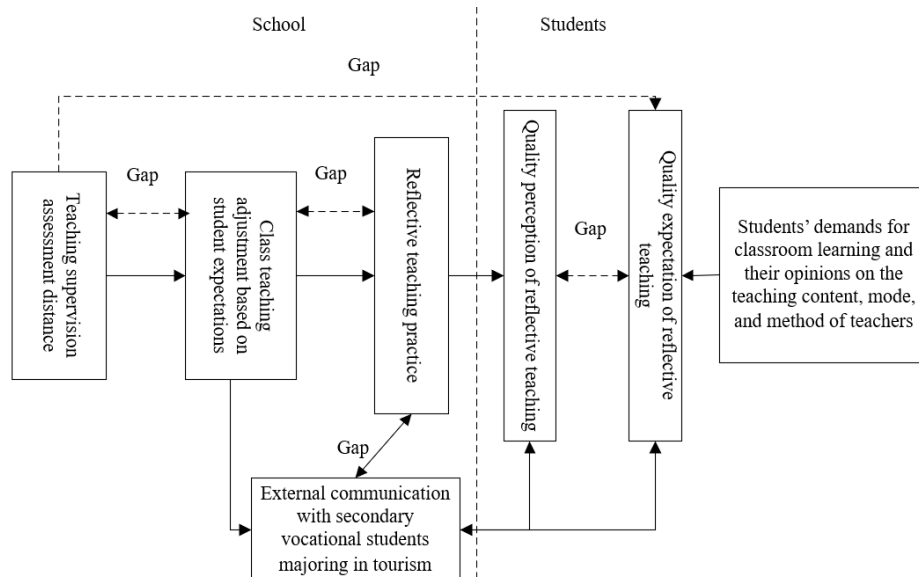 School
Students
Gap
Gap
Gap
Gap
Gap
Teaching supervision
assessment distance
Class teaching
adjustment based on
student expectations
Reflective teaching practice
Quality perception of reflective teaching
Quality expectation of reflective
teaching
Students' demands for
classroom learning and
their opinions on the
teaching content, mode,
and method of teachers
External communication
with secondary
vocational students
majoring in tourism